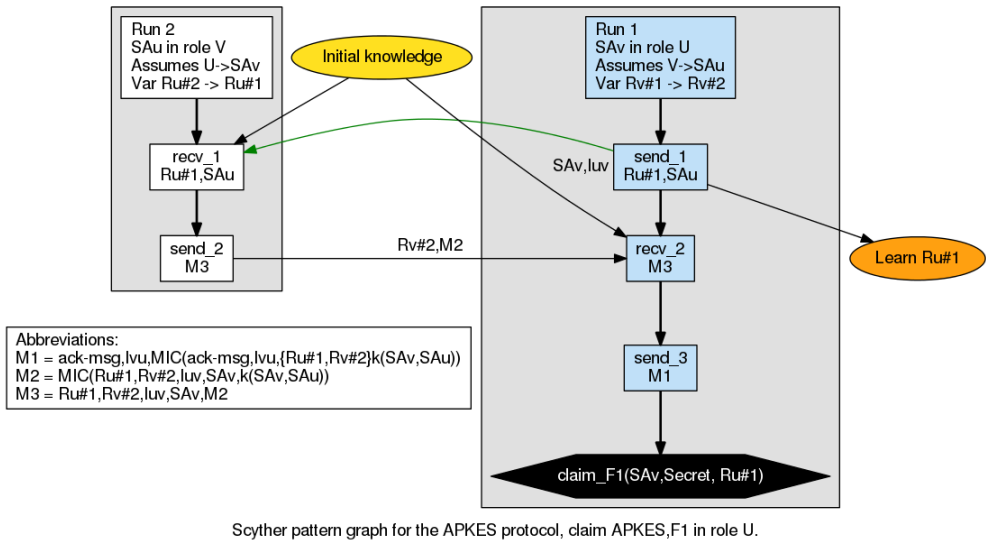 Run 2
SAu in role V
Assumes U->SAv
Var Ru#2 -> Ru#1
Initial knowledge
Run 1
SAv in role U
Assumes V->SAu
Var Rv#1 -> Rv#2
recv_1
Ru#1,SAu
SAv,Iuv
send_1
Ru#1,SAu
send_2
M3
Rv#2,M2
recv_2
M3
Learn Ru#1
Abbreviations:
M1 = ack-msg,Ivu,MIC(ack-msg,Ivu,{Ru#1,Rv#2}k(SAv,SAu))
M2 = MIC(Ru#1,Rv#2,Iuv,SAv,k(SAv,SAu))
M3 = Ru#1,Rv#2,Iuv,SAv,M2
send_3
M1
claim_F1(SAv,Secret, Ru#1)
Scyther pattern graph for the APKES protocol, claim APKES,F1 in role U.